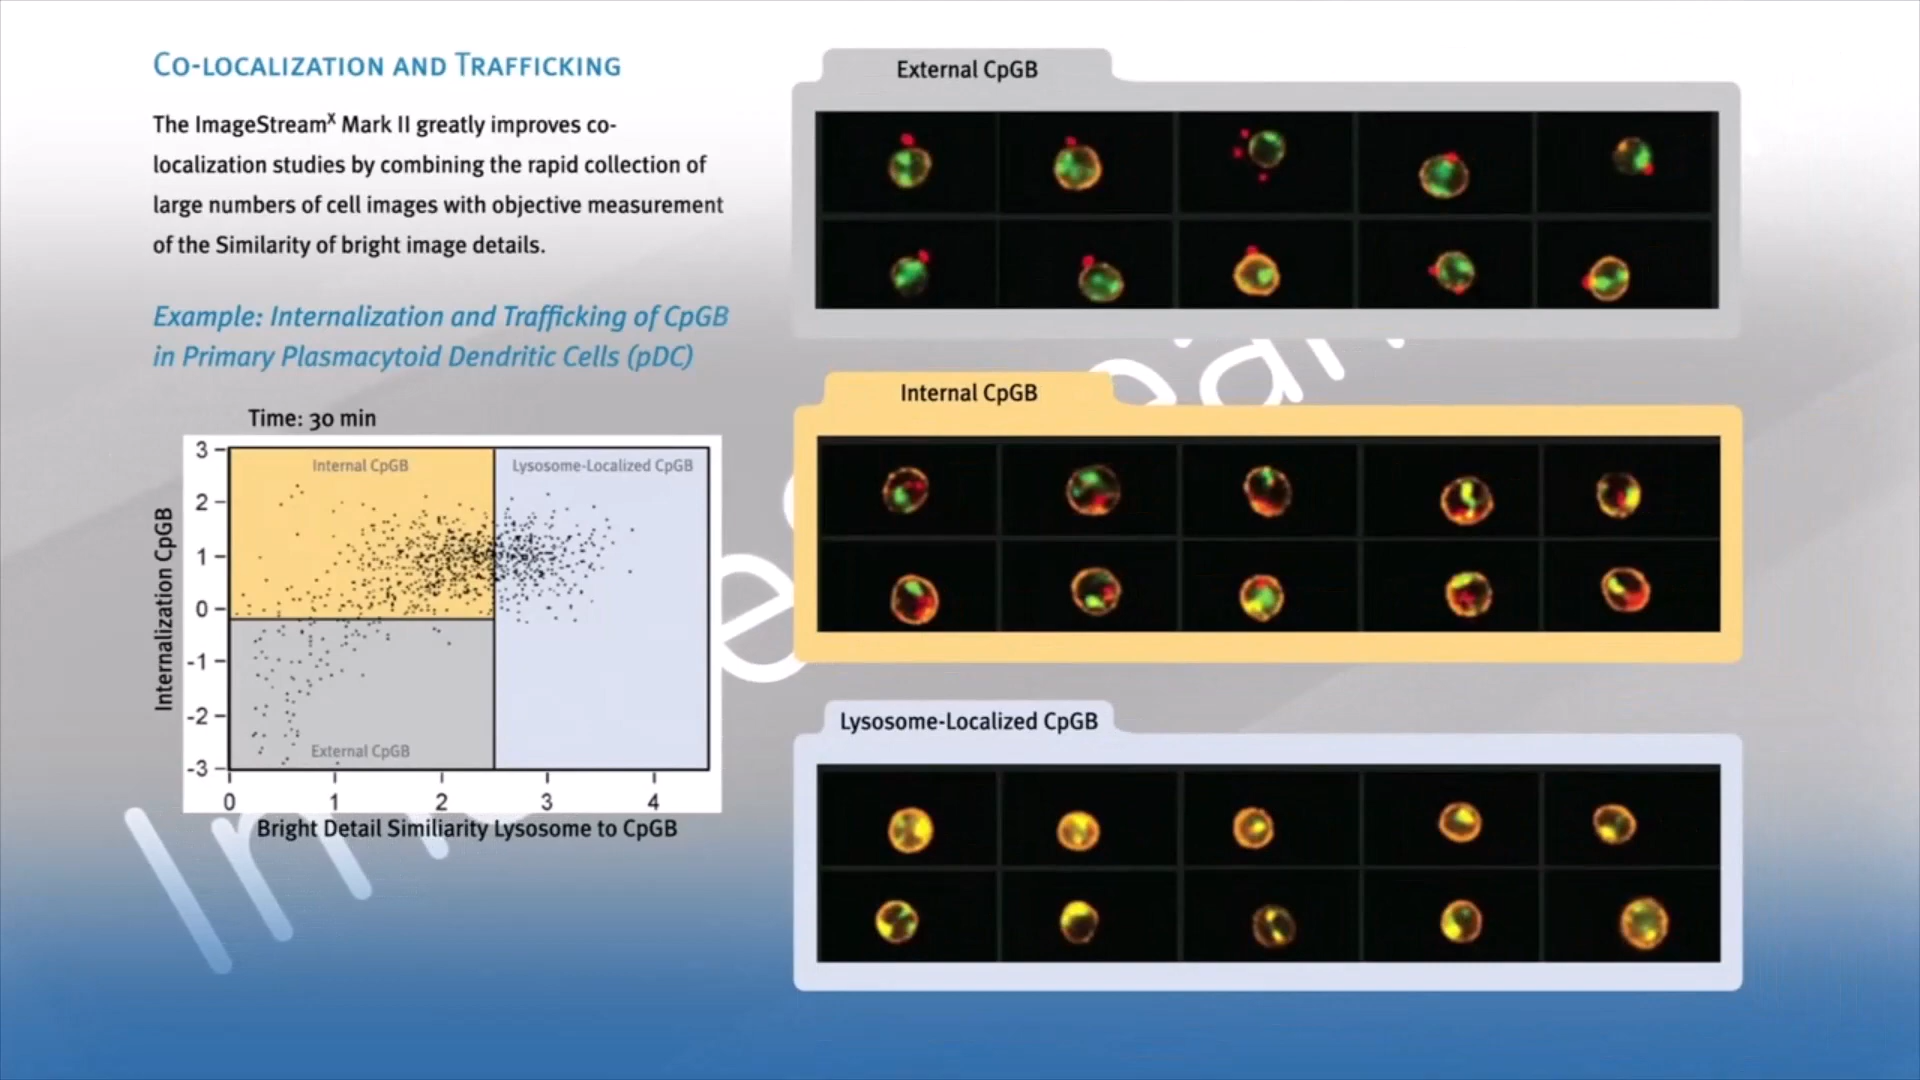 CO-LOCALIZATION AND TRAFFICKING
The ImageStreamX Mark II greatly improves co-
localization studies by combining the rapid collection of
large numbers of cell images with objective measurement
of the Similarity of bright image details.
Example: Internalization and Trafficking of CpGB
in Primary Plasmacytoid Dendritic Cells (pDC)
Time: 30 min
Internal CpGB
Lysosome-Localized CpGB
External CpGB
3
2
1
0
-1
-2
-3
Internalization CpGB
0 1 2 3 4
Bright Detail Similiarity Lysosome to CpGB
External CpGB
Internal CpGB
Lysosome-Localized CpGB